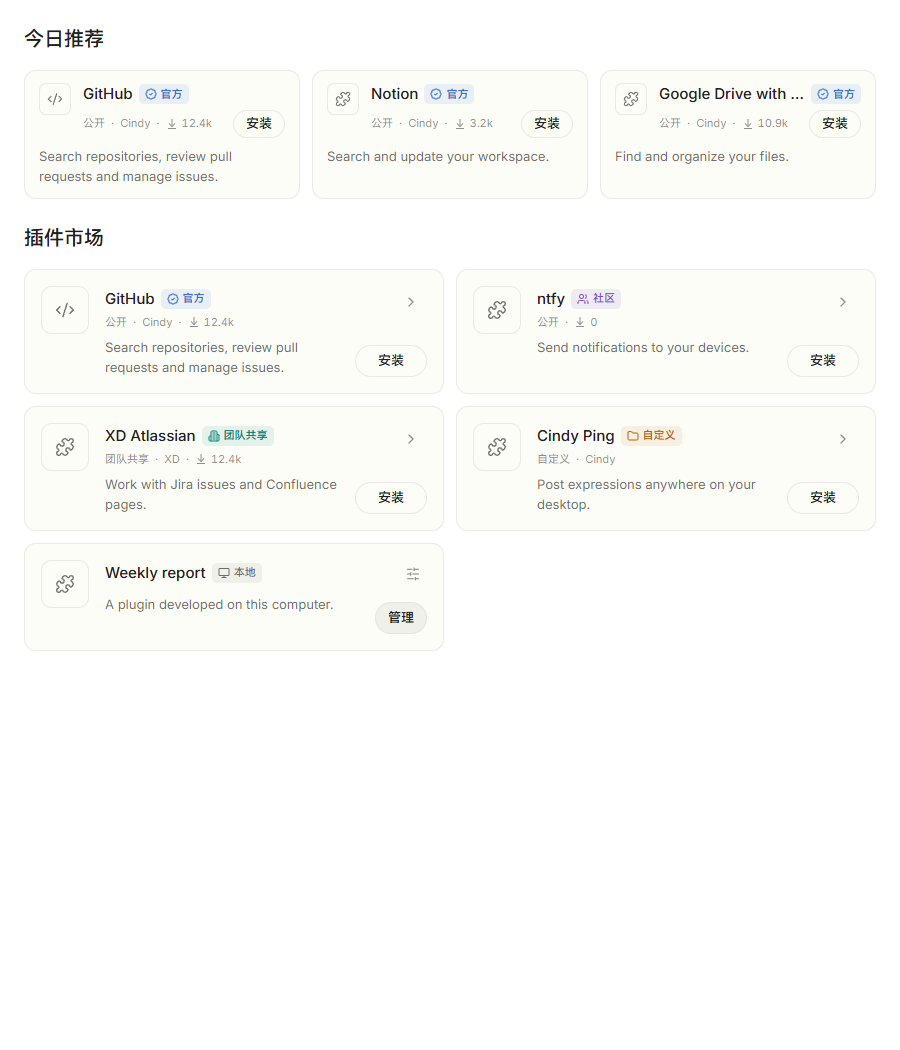 今日推荐
GitHub 官方
公开 · Cindy · 12.4k 安装
Search repositories, review pull
requests and manage issues.
Notion 官方
公开 · Cindy · 3.2k 安装
Search and update your workspace.
Google Drive with ... 官方
公开 · Cindy · 10.9k 安装
Find and organize your files.
插件市场
GitHub 官方
公开 · Cindy · 12.4k
Search repositories, review pull
requests and manage issues.
安装
ntfy 社区
公开 · 0
Send notifications to your devices.
安装
XD Atlassian 团队共享
团队共享 · XD · 12.4k
Work with Jira issues and Confluence
pages.
安装
Cindy Ping 自定义
自定义 · Cindy
Post expressions anywhere on your
desktop.
安装
Weekly report 本地
A plugin developed on this computer.
管理